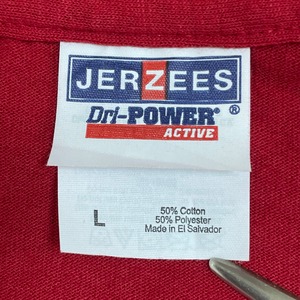 JERZEES
Dri-POWER®
ACTIVE
L
50% Cotton
50% Polyester
Made in El Salvador